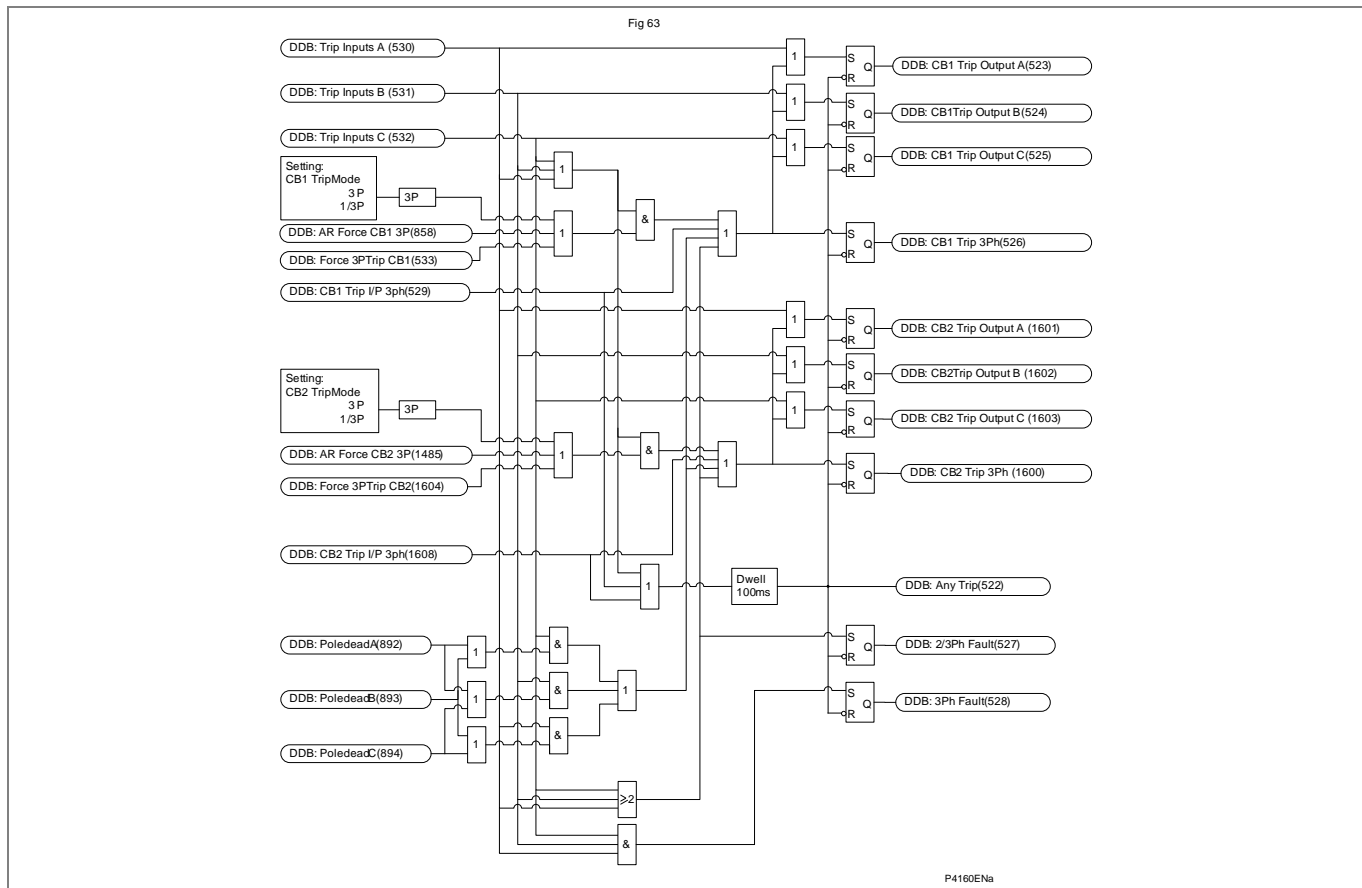 Fig 63
DDB: Trip Inputs A (530)
1
S
Q
R
DDB: CB1 Trip Output A(523)
DDB: Trip Inputs B (531)
1
S
Q
R
DDB: CB1Trip Output B(524)
DDB: Trip Inputs C (532)
1
S
Q
R
DDB: CB1 Trip Output C(525)
Setting:
CB1 TripMode
3P
1/3P
3P
1
&
1
1
DDB: AR Force CB1 3P(858)
DDB: Force 3PTrip CB1(533)
S
Q
R
DDB: CB1 Trip 3Ph(526)
DDB: CB1 Trip I/P 3ph(529)
1
S
Q
R
DDB: CB2 Trip Output A (1601)
1
S
Q
R
DDB: CB2Trip Output B (1602)
Setting:
CB2 TripMode
3P
1/3P
3P
1
S
Q
R
DDB: CB2 Trip Output C (1603)
DDB: AR Force CB2 3P(1485)
1
&
1
S
Q
R
DDB: CB2 Trip 3Ph (1600)
DDB: Force 3PTrip CB2(1604)
DDB: CB2 Trip I/P 3ph(1608)
1
Dwell
100ms
DDB: Any Trip(522)
DDB: PoledeadA(892)
1
&
S
Q
R
DDB: 2/3Ph Fault(527)
DDB: PoledeadB(893)
1
&
1
S
Q
R
DDB: 3Ph Fault(528)
DDB: PoledeadC(894)
1
&
≥2
&
P4160ENa